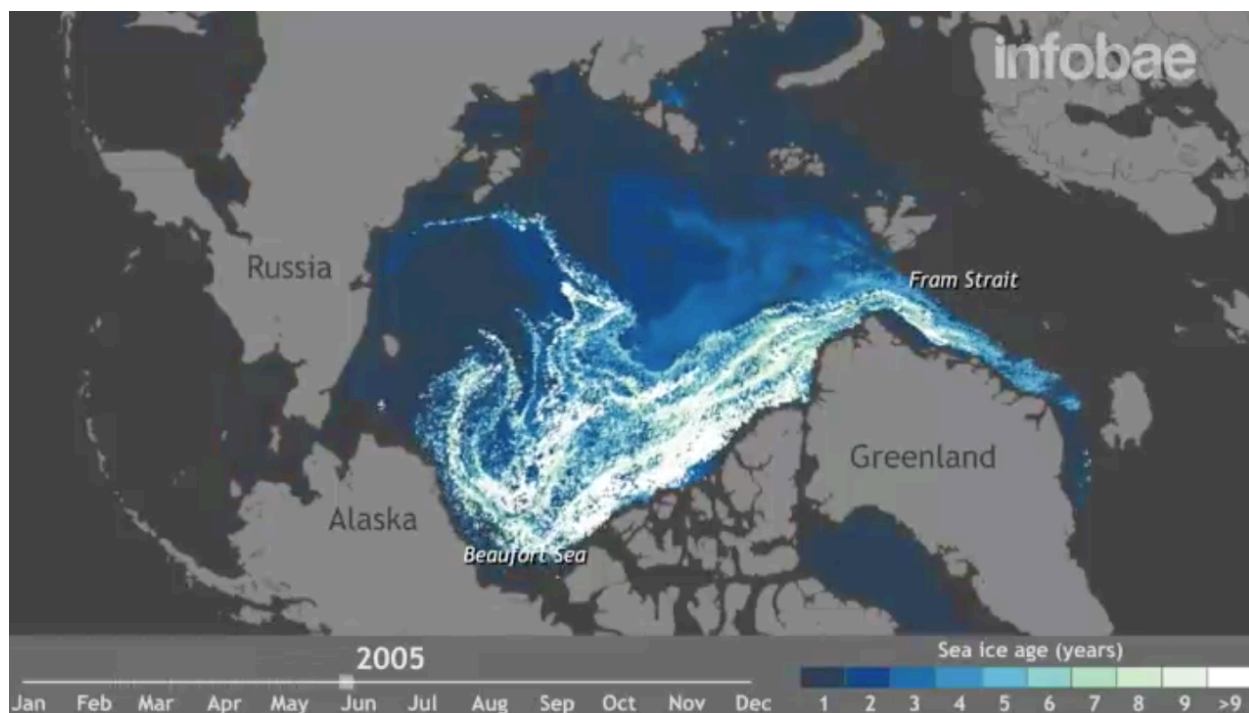 infobae
Russia
Fram Strait
Greenland
Alaska
Beaufort Sea
2005
Sea ice age (years)
Jan Feb Mar Apr May Jun Jul Aug Sep Oct Nov Dec
1 2 3 4 5 6 7 8 9 >9